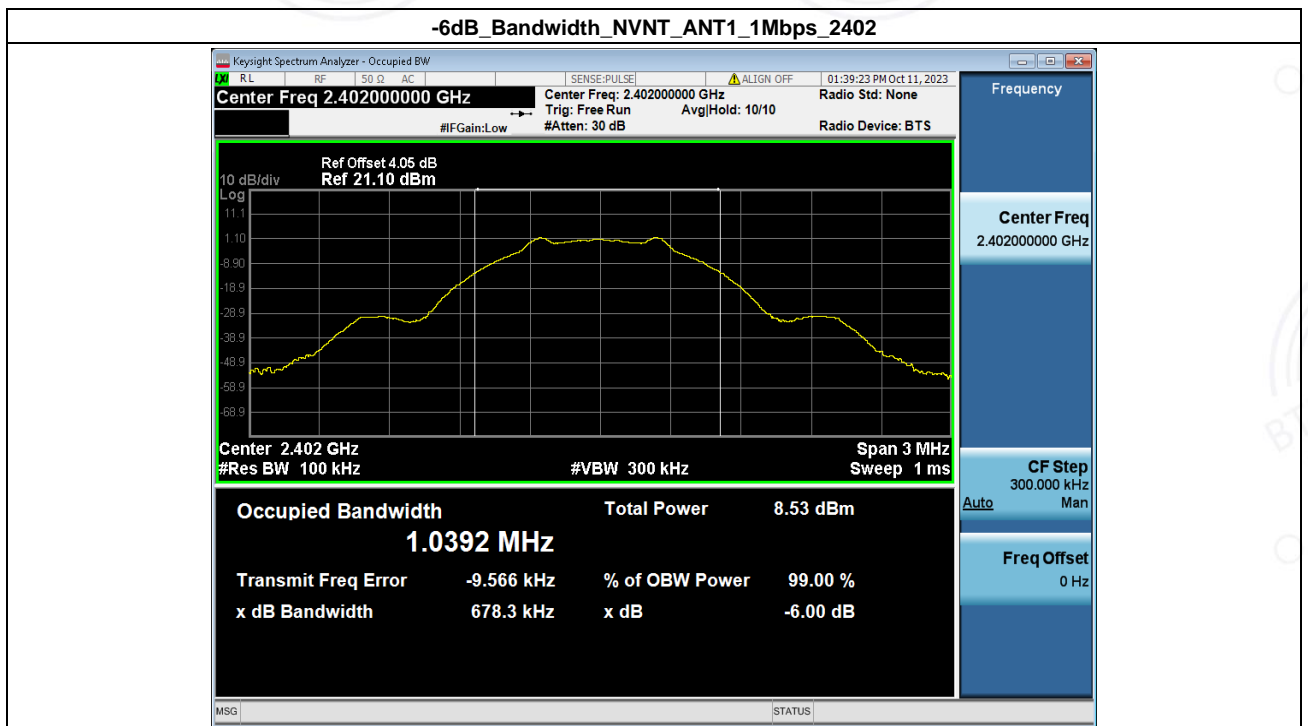 -6dB_Bandwidth_NVNT_ANT1_1Mbps_2402
Keysight Spectrum Analyzer - Occupied BW
LXI RL RF 50 Ω AC SENSE:PULSE ALIGN OFF 01:39:23 PM Oct 11, 2023
Center Freq 2.402000000 GHz
Center Freq: 2.402000000 GHz Radio Std: None
Trig: Free Run Avg|Hold: 10/10
#IFGain:Low #Atten: 30 dB Radio Device: BTS
Ref Offset 4.05 dB
10 dB/div Ref 21.10 dBm
Log
11.1
1.10
-8.90
-18.9
-28.9
-38.9
-48.9
-58.9
-68.9
Center 2.402 GHz Span 3 MHz
#Res BW 100 kHz #VBW 300 kHz Sweep 1 ms
Occupied Bandwidth Total Power 8.53 dBm
1.0392 MHz
Transmit Freq Error -9.566 kHz % of OBW Power 99.00 %
x dB Bandwidth 678.3 kHz x dB -6.00 dB
MSG STATUS
Frequency
Center Freq
2.402000000 GHz
CF Step
300.000 kHz
Auto Man
Freq Offset
0 Hz